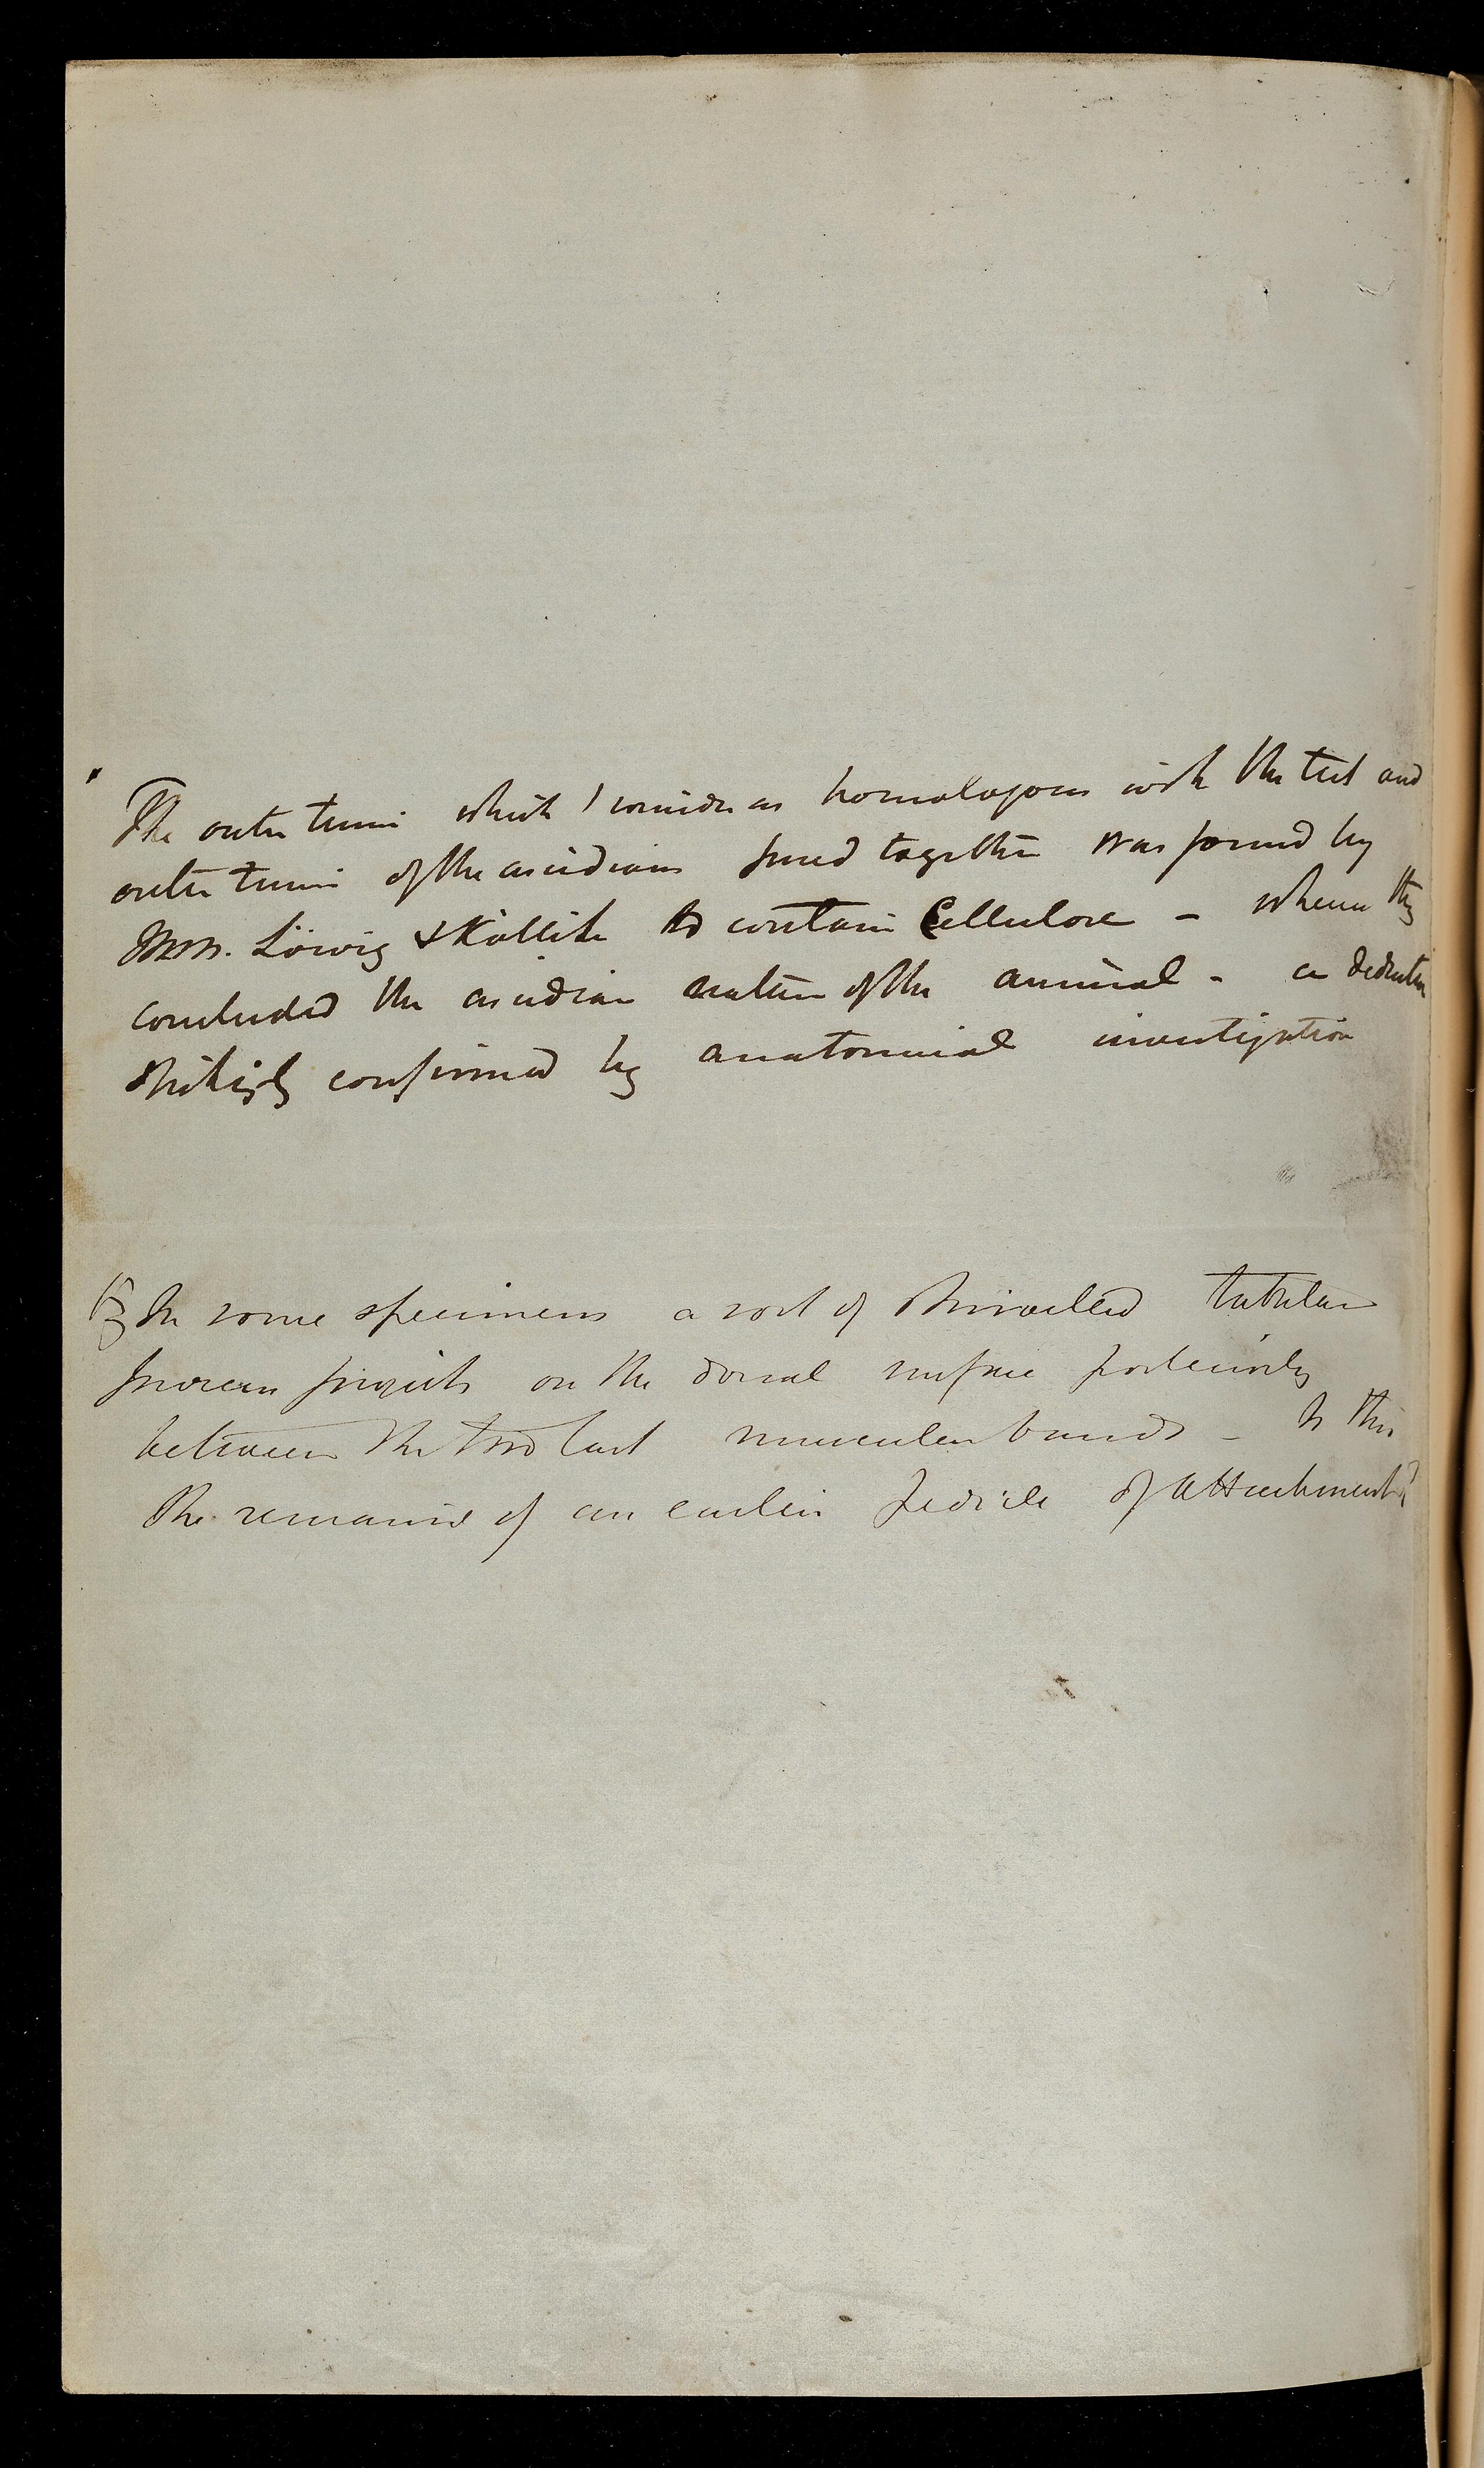 The outer tunic which I consider as homologous with the test and
outer tunic of the ascidians fused together was found by
MM. Löwig & Kölliker to contain Cellulose - whence they
concluded the ascidian nature of the animal - a deduction
strikingly confirmed by anatomical investigation
In some specimens a sort of shrivelled tubular
process projects on the dorsal surface posteriorly
between the two last muscular bands - Is this
the remains of an earlier pedicle of attachment?